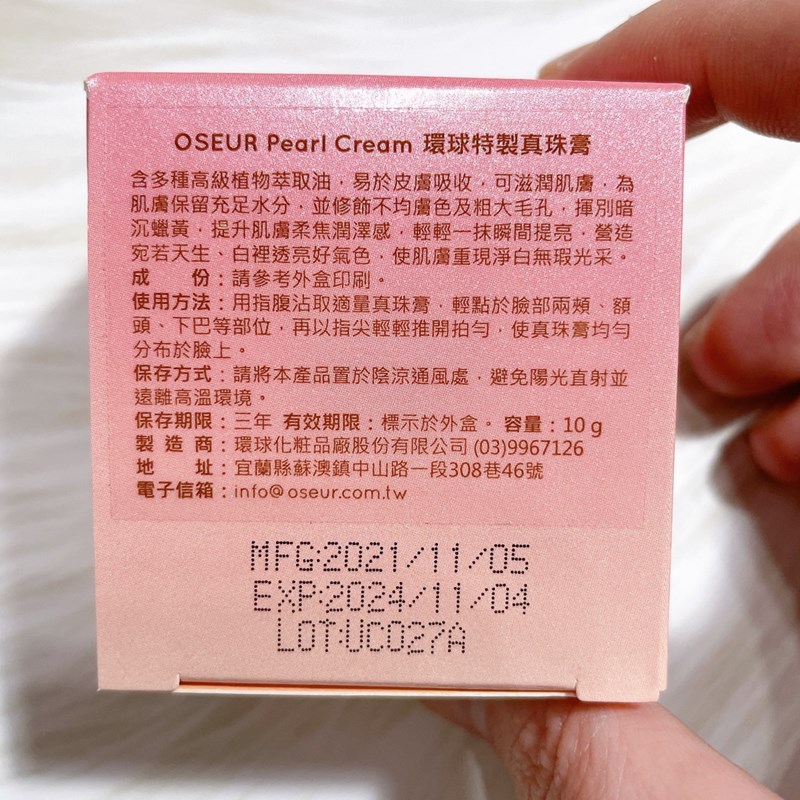 OSEUR Pearl Cream 環球特製真珠膏
含多種高級植物萃取油，易於皮膚吸收，可滋潤肌膚，為
肌膚保留充足水分，並修飾不均膚色及粗大毛孔，揮別暗
沉蠟黃，提升肌膚柔焦潤澤感，輕輕一抹瞬間提亮，營造
宛若天生、白裡透亮好氣色，使肌膚重現淨白無瑕光采。
成　　份：請參考外盒印刷。
使用方法：用指腹沾取適量真珠膏，輕點於臉部兩頰、額
頭、下巴等部位，再以指尖輕輕推開拍勻，使真珠膏均勻
分布於臉上。
保存方式：請將本產品置於陰涼通風處，避免陽光直射並
遠離高溫環境。
保存期限：三年 有效期限：標示於外盒。 容量：10 g
製 造 商：環球化粧品廠股份有限公司 (03)9967126
地　　址：宜蘭縣蘇澳鎮中山路一段308巷46號
電子信箱：info@oseur.com.tw
MFG:2021/11/05
EXP:2024/11/04
LOT:UC027A